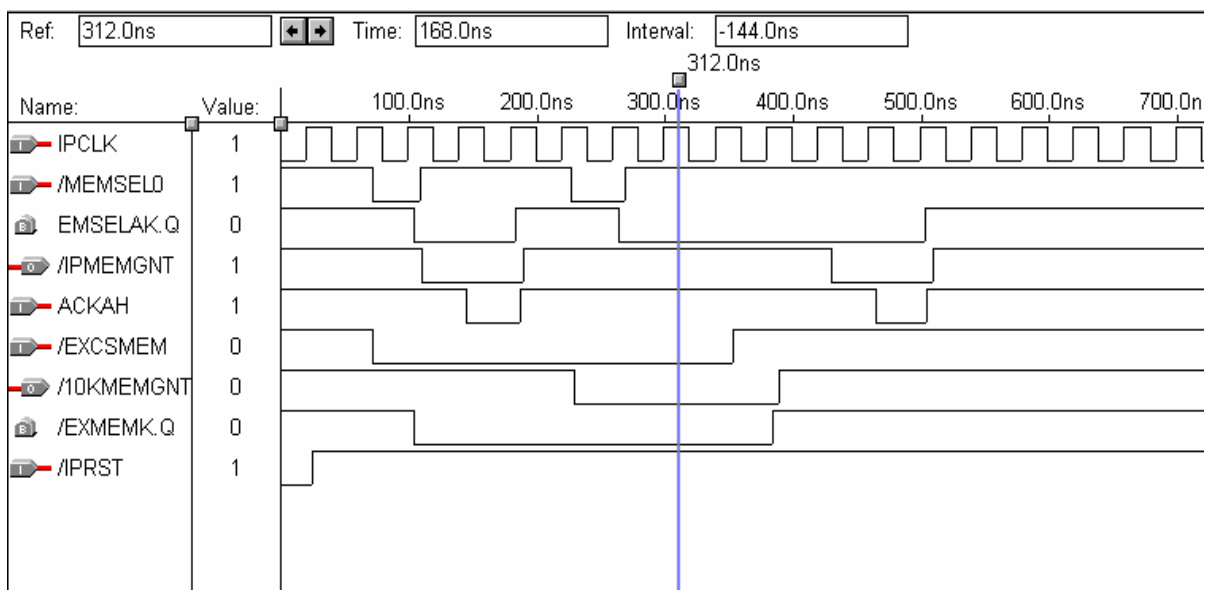 Ref: 312.0ns Time: 168.0ns Interval: -144.0ns
312.0ns
Name: Value: 100.0ns 200.0ns 300.0ns 400.0ns 500.0ns 600.0ns 700.0n
IPCLK 1
/MEMSEL0 1
EMSELAK.Q 0
/IPMEMGNT 1
ACKAH 1
/EXCSMEM 0
/10KMEMGNT 0
/EXMEMK.Q 0
/IPRST 1